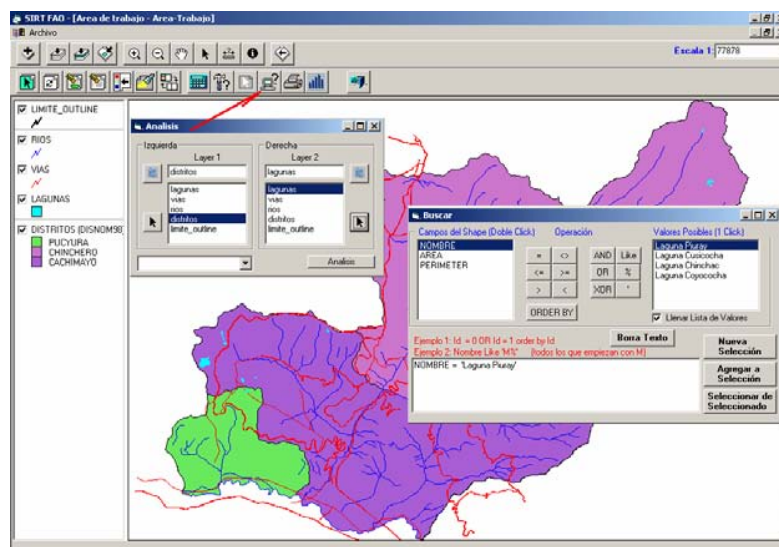 SIRT FAO - [Area de trabajo - Area-Trabajo]
Archivo
Escala 1: 77878
LIMITE_OUTLINE
RIOS
VIAS
LAGUNAS
DISTRITOS (DISNOM98)
PUCYURA
CHINCHERO
CACHIMAYO
Analisis
Izquierda
Layer 1
distritos
lagunas
vias
rios
distritos
limite_outline
Derecha
Layer 2
lagunas
lagunas
vias
rios
distritos
limite_outline
Analisis
Buscar
Campos del Shape (Doble Click)
Operación
Valores Posibles (1 Click)
NOMBRE
AREA
PERIMETER
= <>
<= >=
> <
ORDER BY
AND Like
OR %
XOR '
Laguna Piuray
Laguna Cusicocha
Laguna Chinchac
Laguna Coyococha
Llenar Lista de Valores
Ejemplo 1: Id = 0 OR Id = 1 order by Id
Ejemplo 2: Nombre Like 'M%' (todos los que empiezan con M)
Borra Texto
NOMBRE = 'Laguna Piuray'
Nueva Selección
Agregar a Selección
Seleccionar de Seleccionado